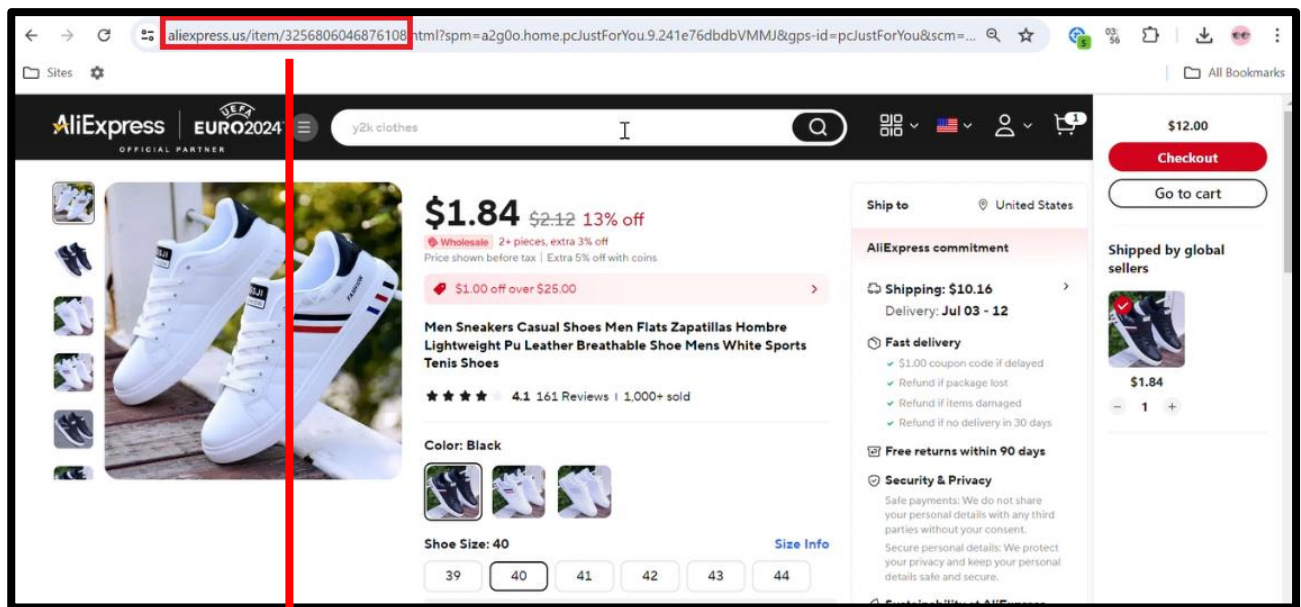 aliexpress.us/item/3256806046876108.html?spm=a2g0o.home.pcJustForYou.9.241e76dbdbVMMJ&gps-id=pcJustForYou&scm=...
5
03:
56
Sites
All Bookmarks
AliExpress
OFFICIAL PARTNER
UEFA
EURO2024
y2k clothes
1
$1.84 $2.12 13% off
Wholesale 2+ pieces, extra 3% off
Price shown before tax | Extra 5% off with coins
$1.00 off over $25.00
Men Sneakers Casual Shoes Men Flats Zapatillas Hombre
Lightweight Pu Leather Breathable Shoe Mens White Sports
Tenis Shoes
4.1 161 Reviews | 1,000+ sold
Color: Black
Shoe Size: 40 Size Info
39 40 41 42 43 44
FASHION
Ship to United States
AliExpress commitment
Shipping: $10.16
Delivery: Jul 03 - 12
Fast delivery
$1.00 coupon code if delayed
Refund if package lost
Refund if items damaged
Refund if no delivery in 30 days
Free returns within 90 days
Security & Privacy
Safe payments: We do not share
your personal details with any third
parties without your consent.
Secure personal details: We protect
your privacy and keep your personal
details safe and secure.
$12.00
Checkout
Go to cart
Shipped by global
sellers
$1.84
- 1 +